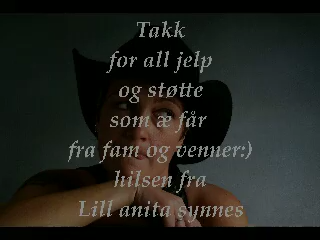 Takk
for all jelp
og støtte
som æ får
fra fam og venner:)
hilsen fra
Lill anita synnes